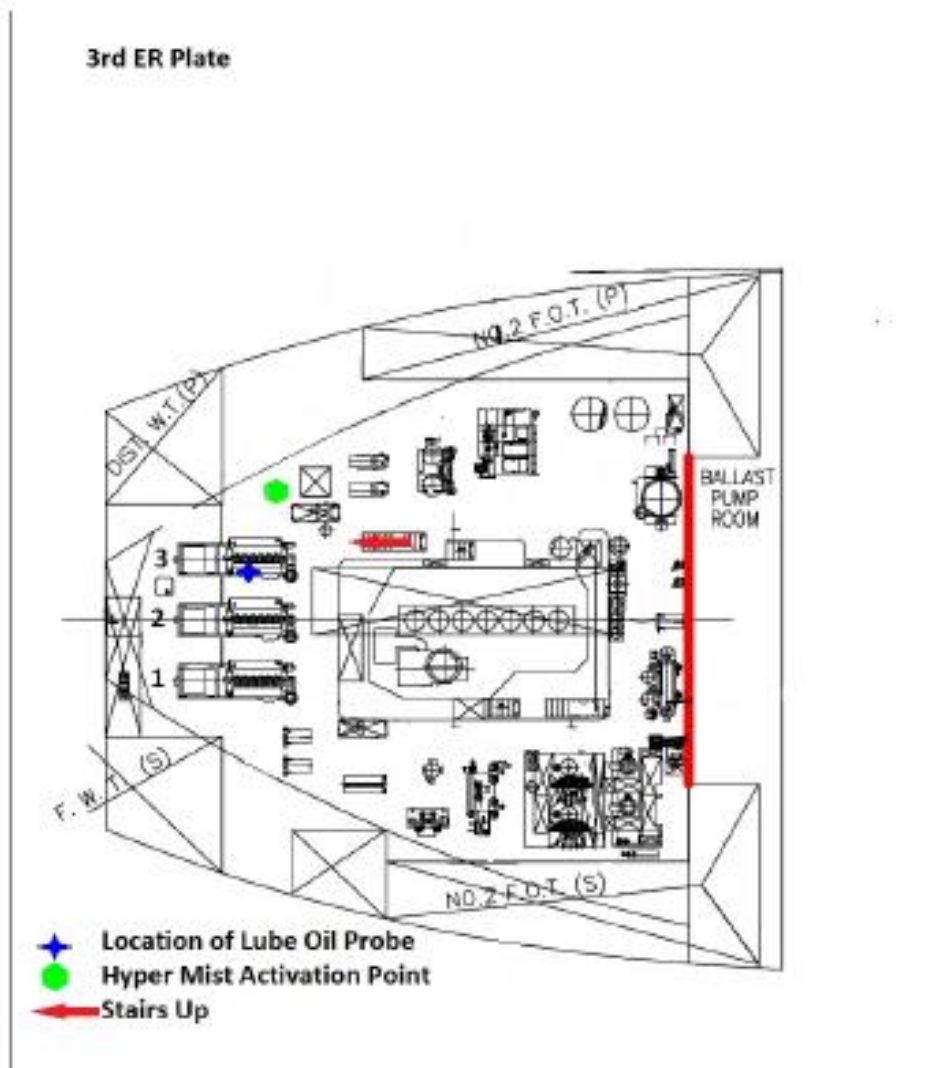 3rd ER Plate
NO.2 F.O.T. (P)
DIST. W.T.(P)
BALLAST
PUMP
ROOM
3
2
1
F. W. T. (S)
NO.2 F.O.T. (S)
Location of Lube Oil Probe
Hyper Mist Activation Point
Stairs Up